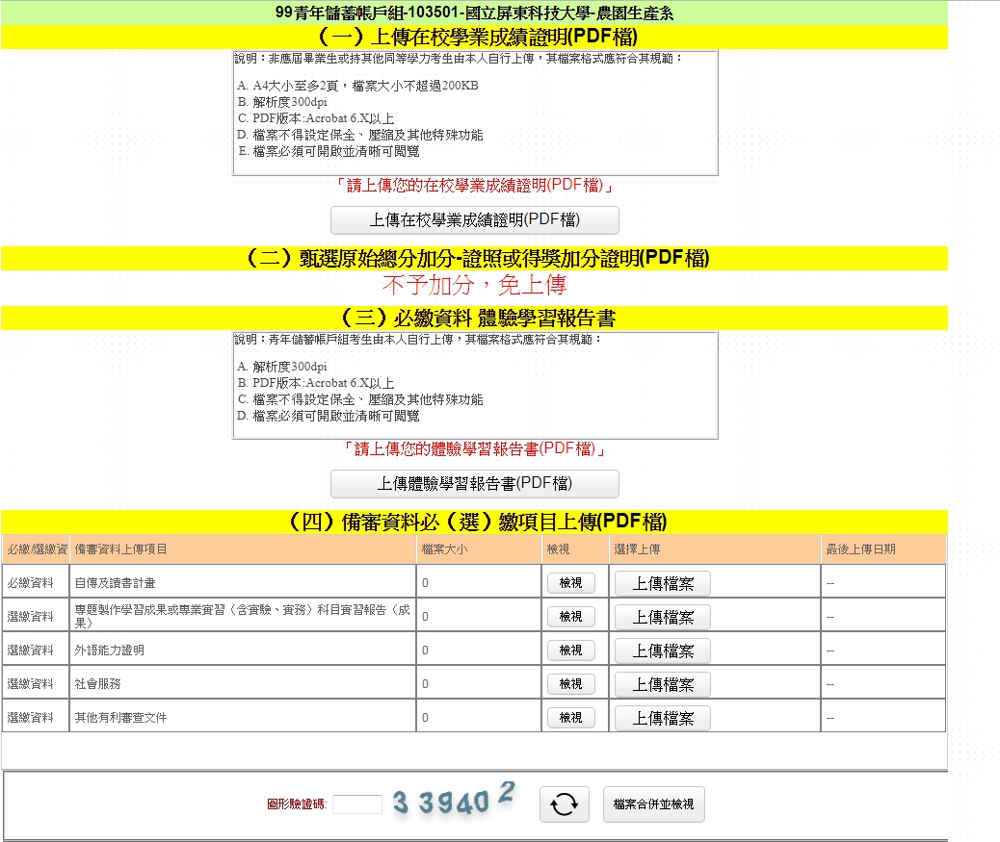 99青年儲蓄帳戶組-103501-國立屏東科技大學-農園生產系
（一）上傳在校學業成績證明(PDF檔)
說明：非應屆畢業生或持其他同等學力考生由本人自行上傳，其檔案格式應符合其規範：
A. A4大小至多2頁，檔案大小不超過200KB
B. 解析度300dpi
C. PDF版本:Acrobat 6.X以上
D. 檔案不得設定保全、壓縮及其他特殊功能
E. 檔案必須可開啟並清晰可閱覽
「請上傳您的在校學業成績證明(PDF檔)」
上傳在校學業成績證明(PDF檔)
（二）甄選原始總分加分-證照或得獎加分證明(PDF檔)
不予加分，免上傳
（三）必繳資料 體驗學習報告書
說明：青年儲蓄帳戶組考生由本人自行上傳，其檔案格式應符合其規範：
A. 解析度300dpi
B. PDF版本:Acrobat 6.X以上
C. 檔案不得設定保全、壓縮及其他特殊功能
D. 檔案必須可開啟並清晰可閱覽
「請上傳您的體驗學習報告書(PDF檔)」
上傳體驗學習報告書(PDF檔)
（四）備審資料必（選）繳項目上傳(PDF檔)
必繳/選繳資 備審資料上傳項目 檔案大小 檢視 選擇上傳 最後上傳日期
必繳資料 自傳及讀書計畫 0 檢視 上傳檔案 --
選繳資料 專題製作學習成果或專業實習（含實驗、實務）科目實習報告（成
果） 0 檢視 上傳檔案 --
選繳資料 外語能力證明 0 檢視 上傳檔案 --
選繳資料 社會服務 0 檢視 上傳檔案 --
選繳資料 其他有利審查文件 0 檢視 上傳檔案 --
圖形驗證碼: 339402 檔案合併並檢視